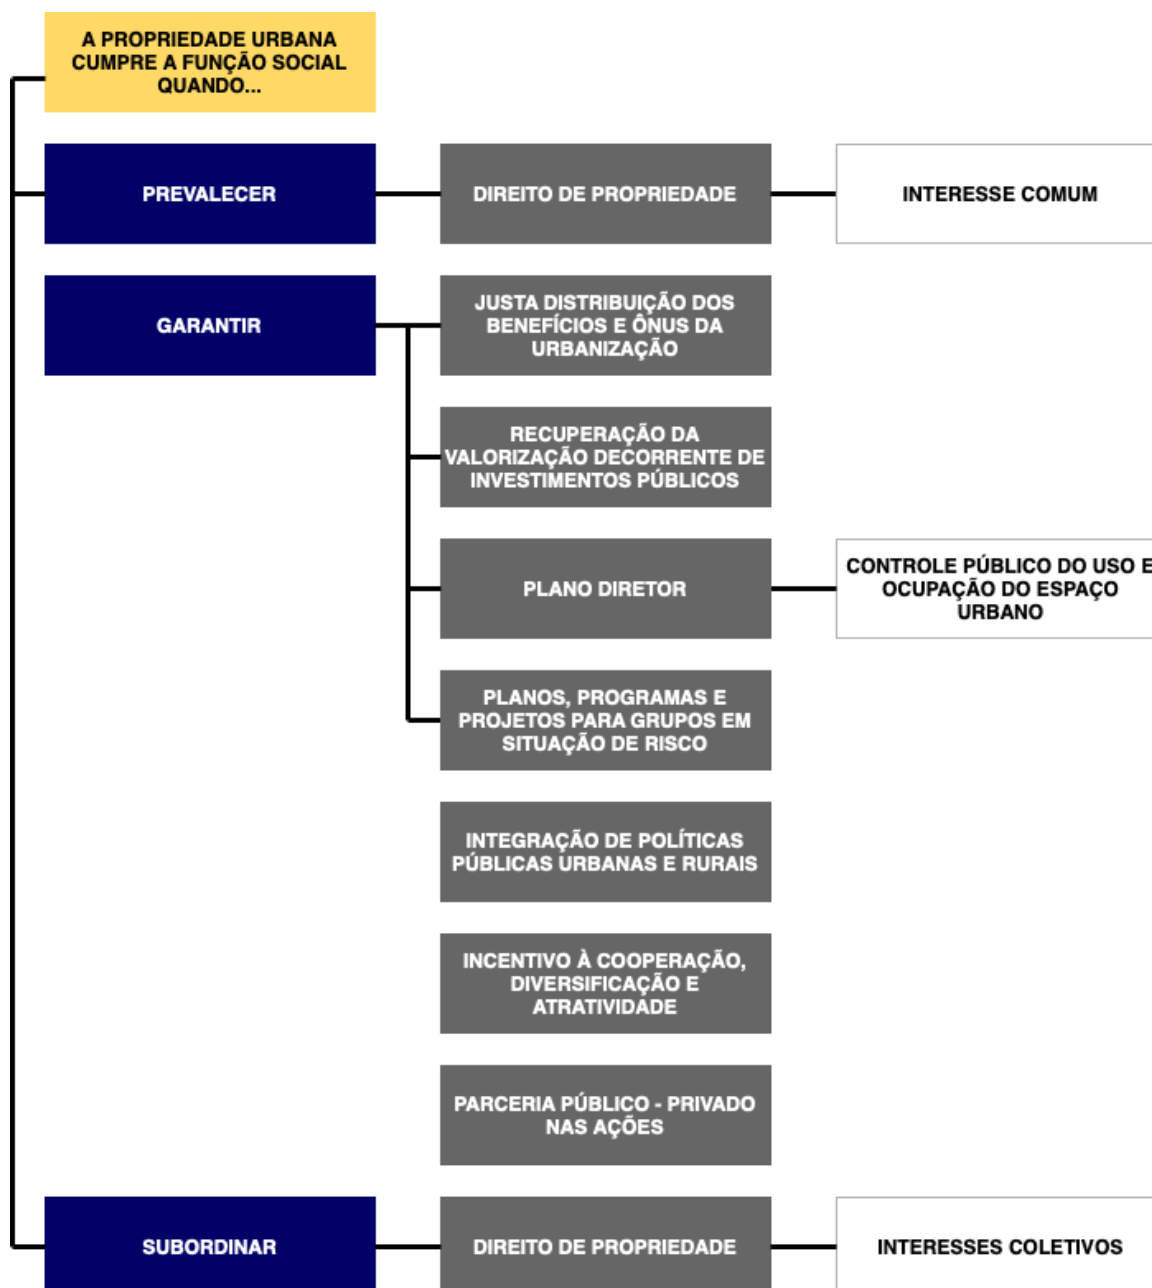 A PROPRIEDADE URBANA
CUMPRE A FUNÇÃO SOCIAL
QUANDO...
PREVALECER
DIREITO DE PROPRIEDADE
INTERESSE COMUM
GARANTIR
JUSTA DISTRIBUIÇÃO DOS
BENEFÍCIOS E ÔNUS DA
URBANIZAÇÃO
RECUPERAÇÃO DA
VALORIZAÇÃO DECORRENTE DE
INVESTIMENTOS PÚBLICOS
PLANO DIRETOR
CONTROLE PÚBLICO DO USO E
OCUPAÇÃO DO ESPAÇO
URBANO
PLANOS, PROGRAMAS E
PROJETOS PARA GRUPOS EM
SITUAÇÃO DE RISCO
INTEGRAÇÃO DE POLÍTICAS
PÚBLICAS URBANAS E RURAIS
INCENTIVO À COOPERAÇÃO,
DIVERSIFICAÇÃO E
ATRATIVIDADE
PARCERIA PÚBLICO - PRIVADO
NAS AÇÕES
SUBORDINAR
DIREITO DE PROPRIEDADE
INTERESSES COLETIVOS